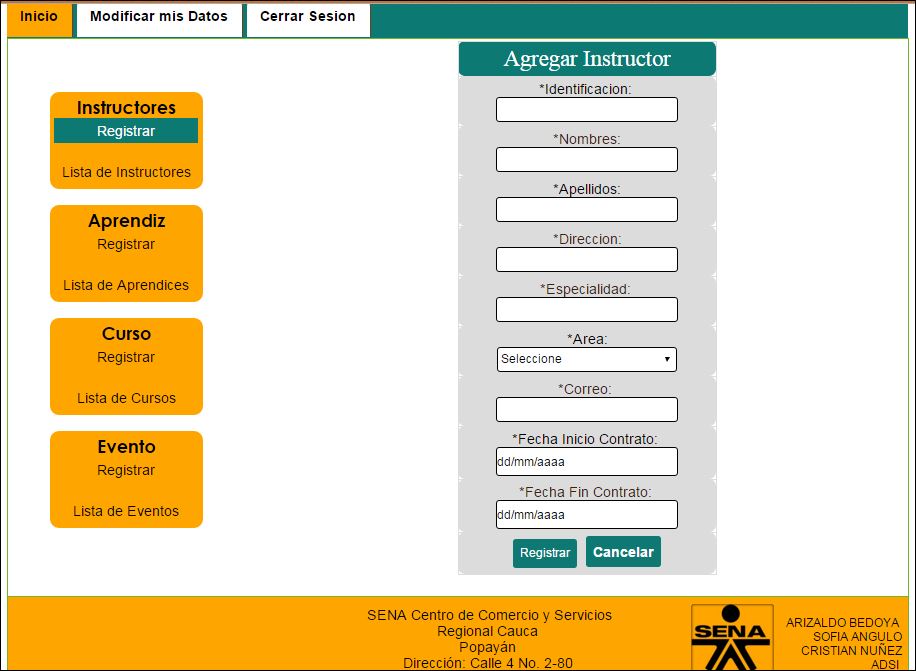 Inicio
Modificar mis Datos
Cerrar Sesion
Instructores
Registrar
Lista de Instructores
Aprendiz
Registrar
Lista de Aprendices
Curso
Registrar
Lista de Cursos
Evento
Registrar
Lista de Eventos
Agregar Instructor
*Identificacion:
*Nombres:
*Apellidos:
*Direccion:
*Especialidad:
*Area:
Seleccione
*Correo:
*Fecha Inicio Contrato:
dd/mm/aaaa
*Fecha Fin Contrato:
dd/mm/aaaa
Registrar
Cancelar
SENA Centro de Comercio y Servicios
Regional Cauca
Popayán
Dirección: Calle 4 No. 2-80
SENA
ARIZALDO BEDOYA
SOFIA ANGULO
CRISTIAN NUÑEZ
ADSI